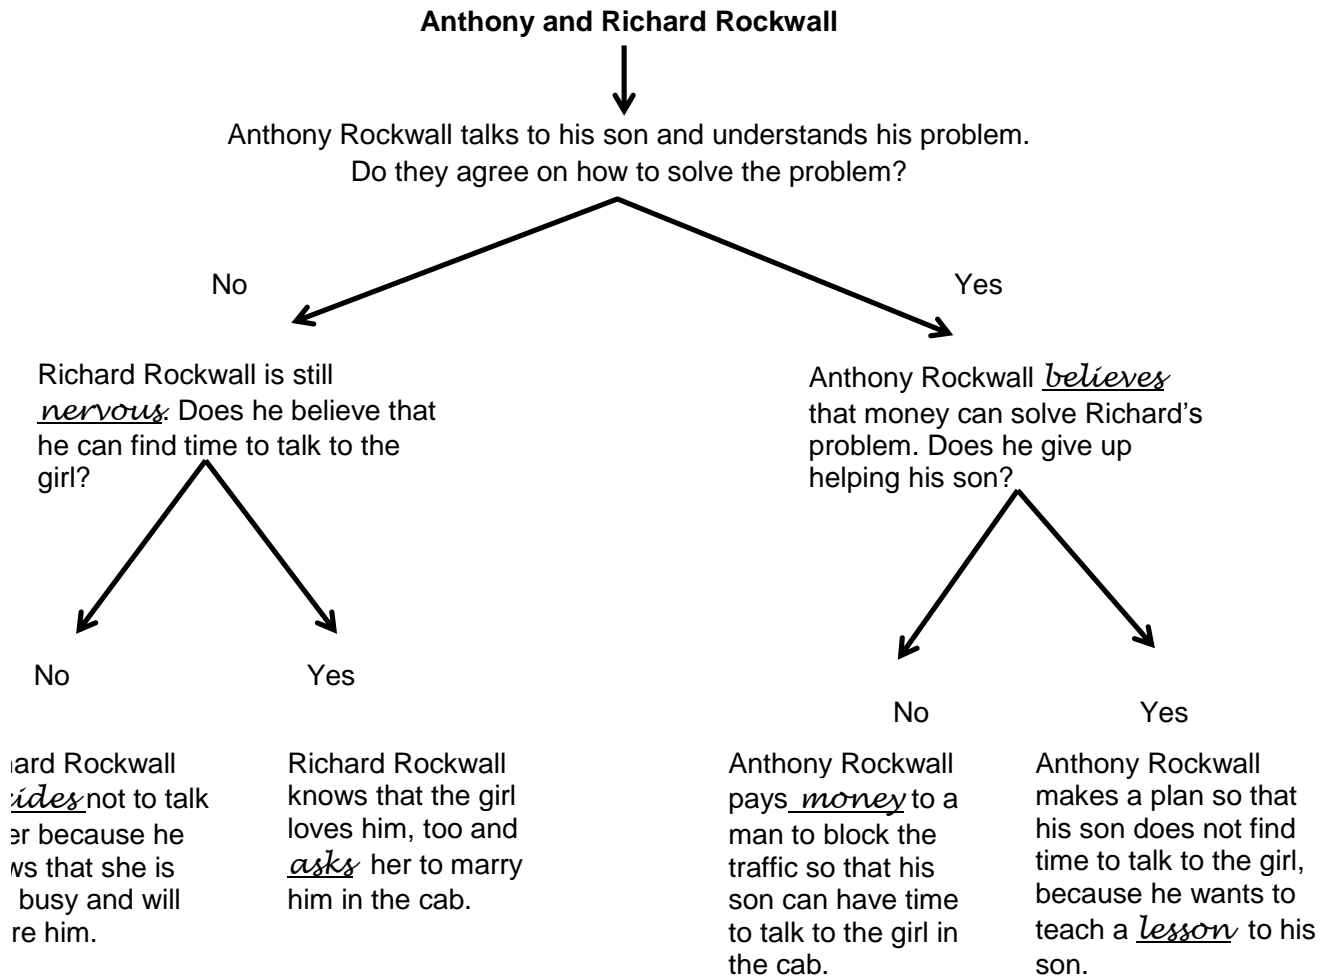 Anthony and Richard Rockwall
Anthony Rockwall talks to his son and understands his problem.
Do they agree on how to solve the problem?
No
Yes
Richard Rockwall is still
nervous. Does he believe that
he can find time to talk to the
girl?
Anthony Rockwall believes
that money can solve Richard's
problem. Does he give up
helping his son?
No
Yes
No
Yes
Rockwall
not to talk
because he
that she is
busy and will
him.
Richard Rockwall
knows that the girl
loves him, too and
asks her to marry
him in the cab.
Anthony Rockwall
pays money to a
man to block the
traffic so that his
son can have time
to talk to the girl in
the cab.
Anthony Rockwall
makes a plan so that
his son does not find
time to talk to the girl,
because he wants to
teach a lesson to his
son.